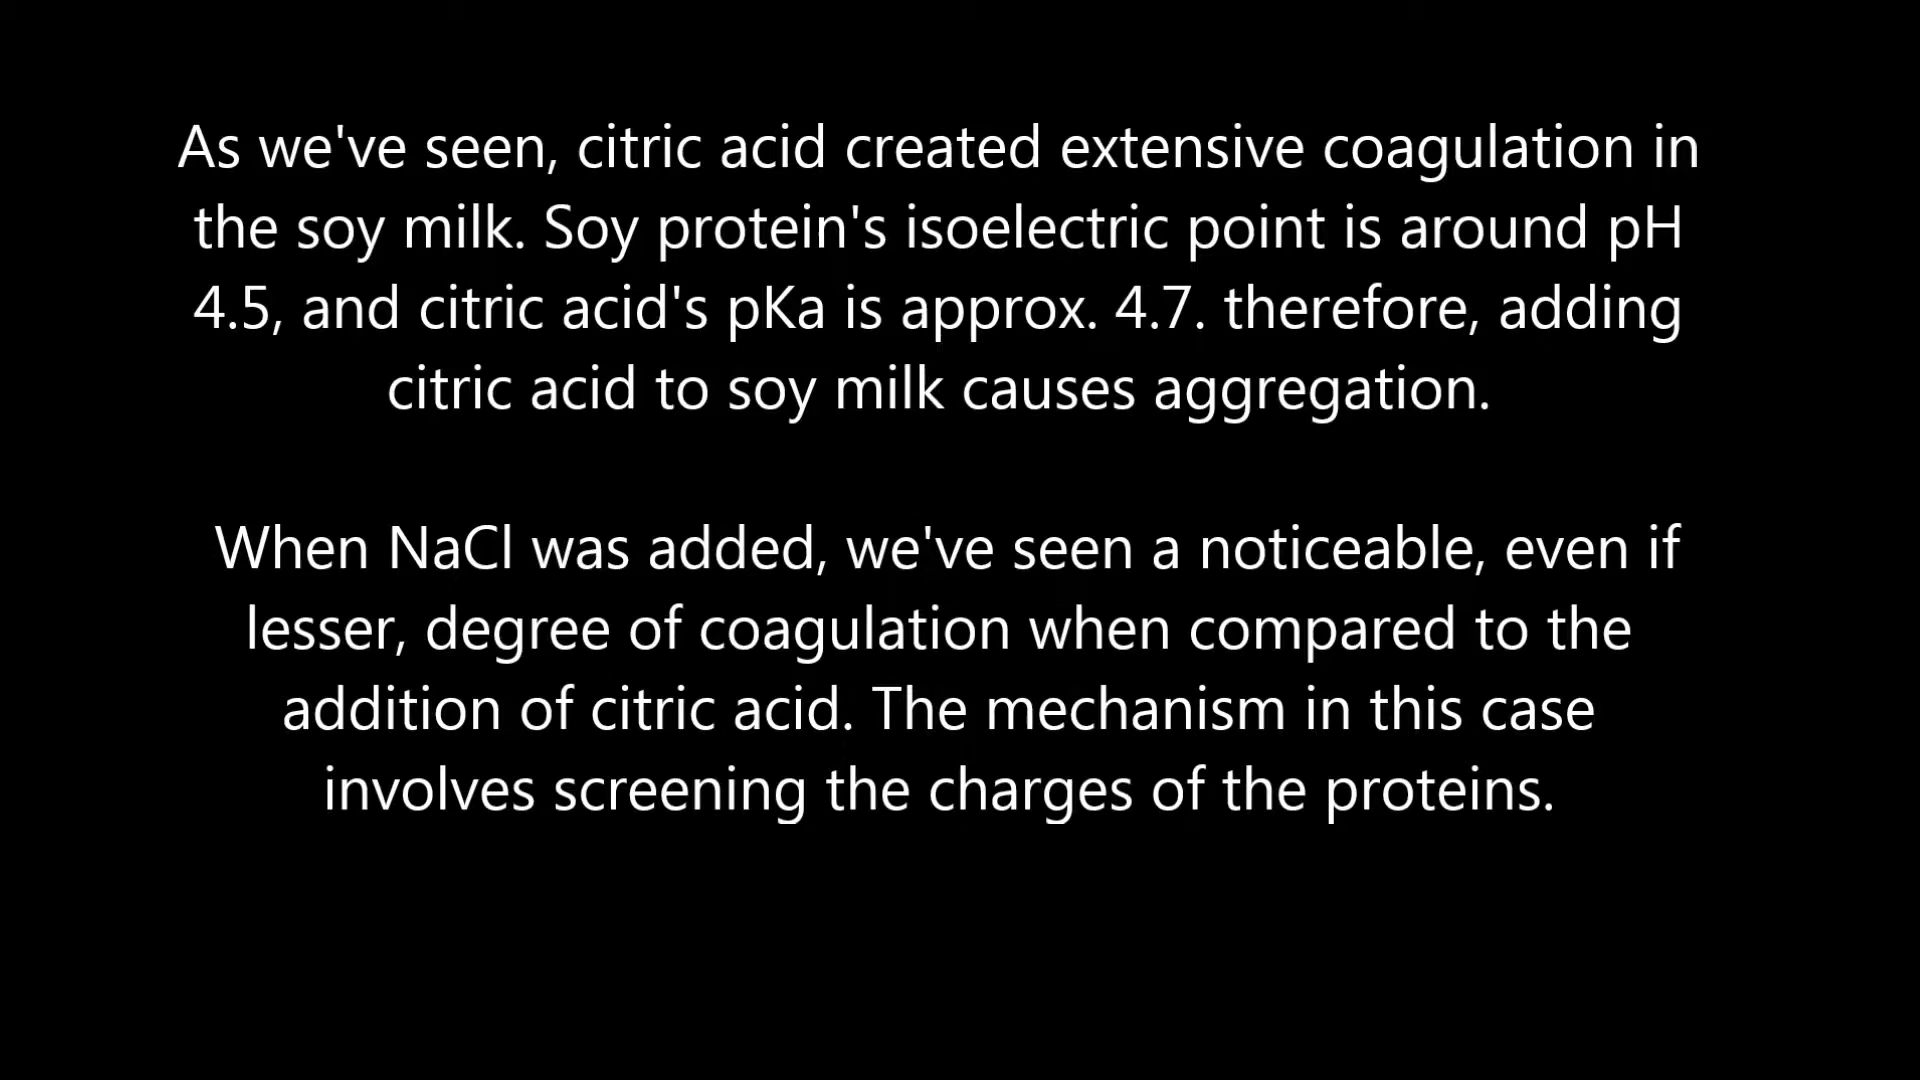 As we've seen, citric acid created extensive coagulation in
the soy milk. Soy protein's isoelectric point is around pH
4.5, and citric acid's pKa is approx. 4.7. therefore, adding
citric acid to soy milk causes aggregation.
When NaCl was added, we've seen a noticeable, even if
lesser, degree of coagulation when compared to the
addition of citric acid. The mechanism in this case
involves screening the charges of the proteins.